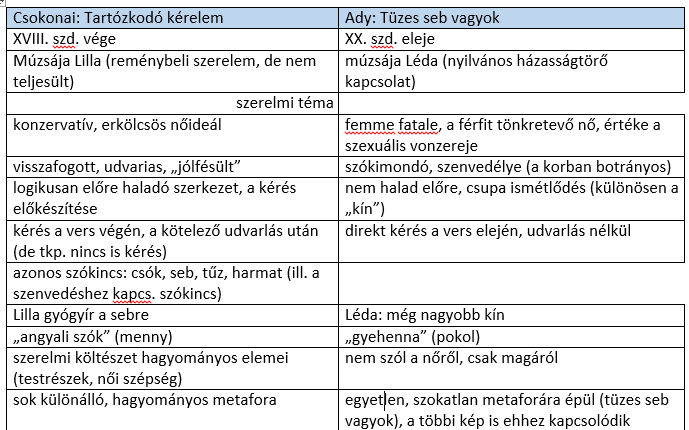 Csokonai: Tartózkodó kérelem
Ady: Tüzes seb vagyok
XVIII. szd. vége
XX. szd. eleje
Múzsája Lilla (reménybeli szerelem, de nem
teljesült)
múzsája Léda (nyilvános házasságtörő
kapcsolat)
szerelmi téma
konzervatív, erkölcsös nőideál
femme fatale, a férfit tönkretevő nő, értéke a
szexuális vonzereje
visszafogott, udvarias, „jólfésült”
szókimondó, szenvedélye (a korban botrányos)
logikusan előre haladó szerkezet, a kérés
előkészítése
nem halad előre, csupa ismétlődés (különösen a
„kín”)
kérés a vers végén, a kötelező udvarlás után
(de tkp. nincs is kérés)
direkt kérés a vers elején, udvarlás nélkül
azonos szókincs: csók, seb, tűz, harmat (ill. a
szenvedéshez kapcs. szókincs)
Lilla gyógyír a sebre
Léda: még nagyobb kín
„angyali szók” (menny)
„gyehenna” (pokol)
szerelmi költészet hagyományos elemei
(testrészek, női szépség)
nem szól a nőről, csak magáról
sok különálló, hagyományos metafora
egyetlen, szokatlan metaforára épül (tüzes seb
vagyok), a többi kép is ehhez kapcsolódik